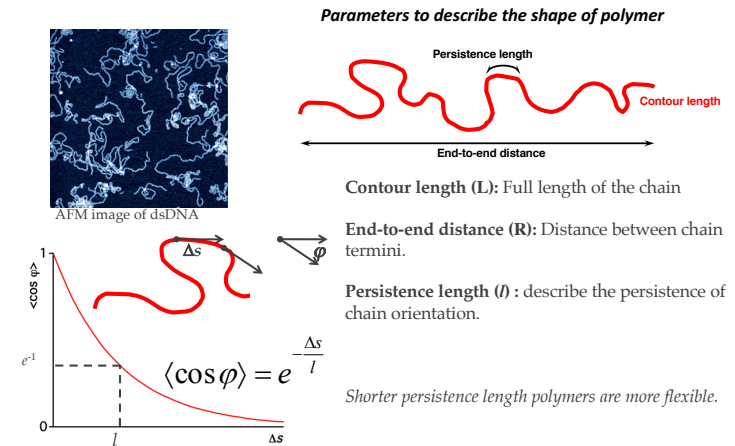 Parameters to describe the shape of polymer
Persistence length
Contour length
End-to-end distance
AFM image of dsDNA
Contour length (L): Full length of the chain
End-to-end distance (R): Distance between chain
termini.
Persistence length (l) : describe the persistence of
chain orientation.
Shorter persistence length polymers are more flexible.
Δs
φ
1
<cos φ>
e⁻¹
⟨cos φ⟩ = e^{-Δs/l}
0
l
Δs